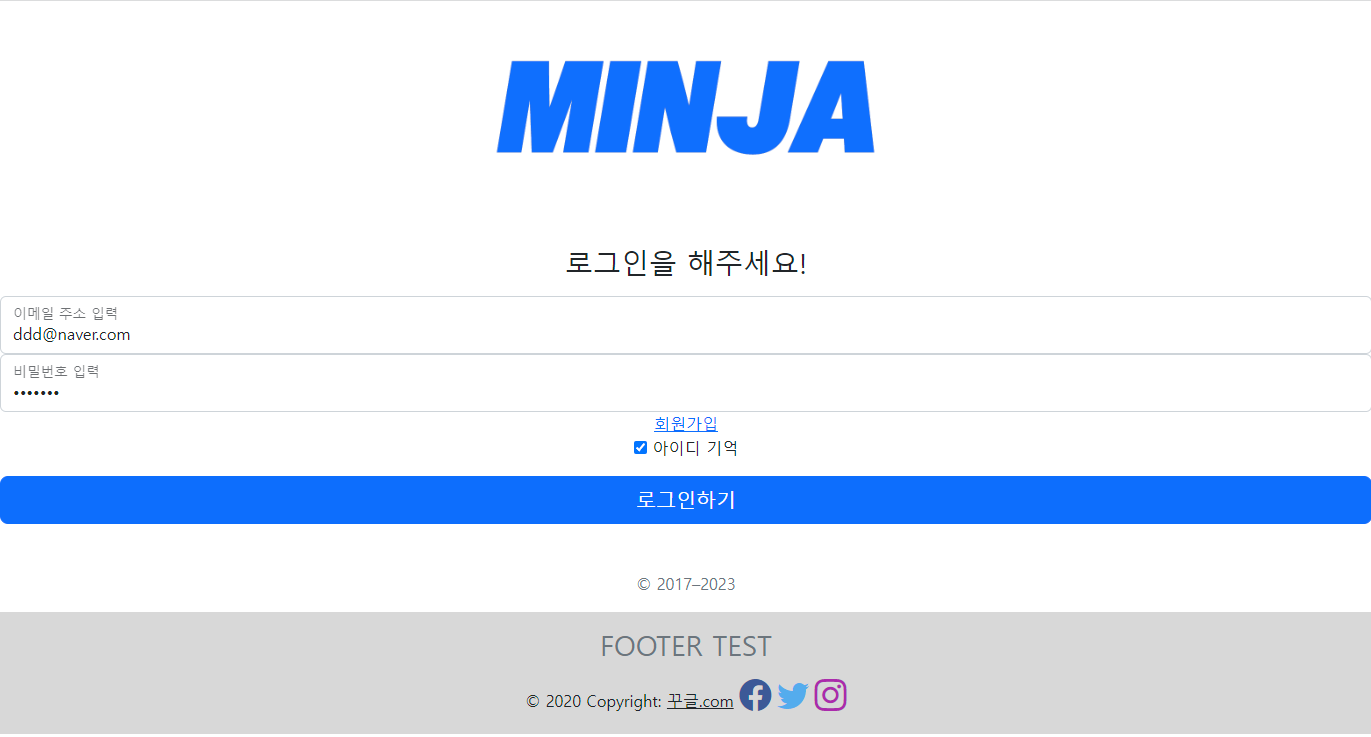 MINJA
로그인을 해주세요!
이메일 주소 입력
ddd@naver.com
비밀번호 입력
•••••••
회원가입
아이디 기억
로그인하기
© 2017–2023
FOOTER TEST
© 2020 Copyright: 꾸글.com